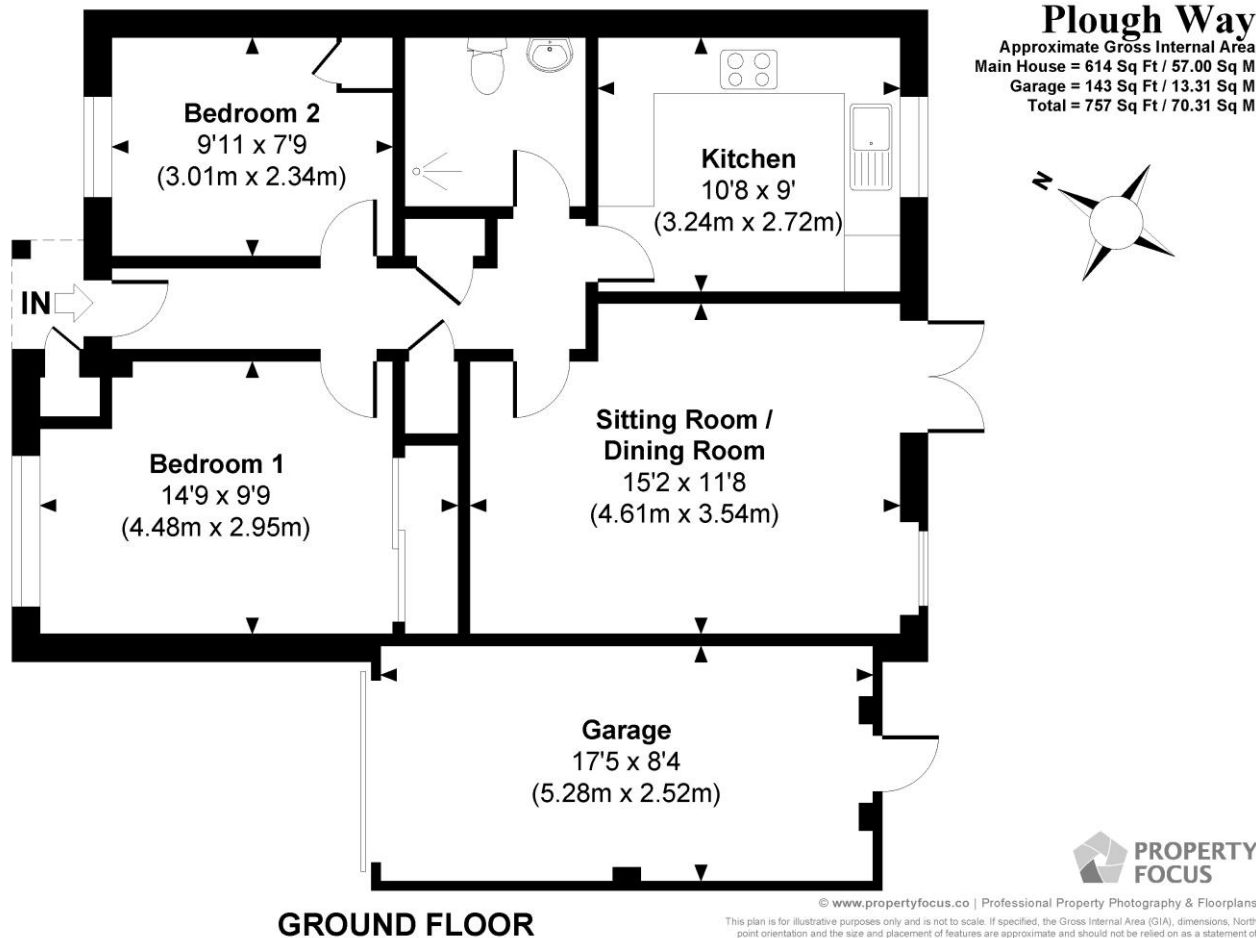 Plough Way
Approximate Gross Internal Area
Main House = 614 Sq Ft / 57.00 Sq M
Garage = 143 Sq Ft / 13.31 Sq M
Total = 757 Sq Ft / 70.31 Sq M
N
Bedroom 2
9'11 x 7'9
(3.01m x 2.34m)
Kitchen
10'8 x 9'
(3.24m x 2.72m)
IN
Bedroom 1
14'9 x 9'9
(4.48m x 2.95m)
Sitting Room /
Dining Room
15'2 x 11'8
(4.61m x 3.54m)
Garage
17'5 x 8'4
(5.28m x 2.52m)
PROPERTY
FOCUS
GROUND FLOOR
© www.propertyfocus.co | Professional Property Photography & Floorplans
This plan is for illustrative purposes only and is not to scale. If specified, the Gross Internal Area (GIA), dimensions, North
point orientation and the size and placement of features are approximate and should not be relied on as a statement of